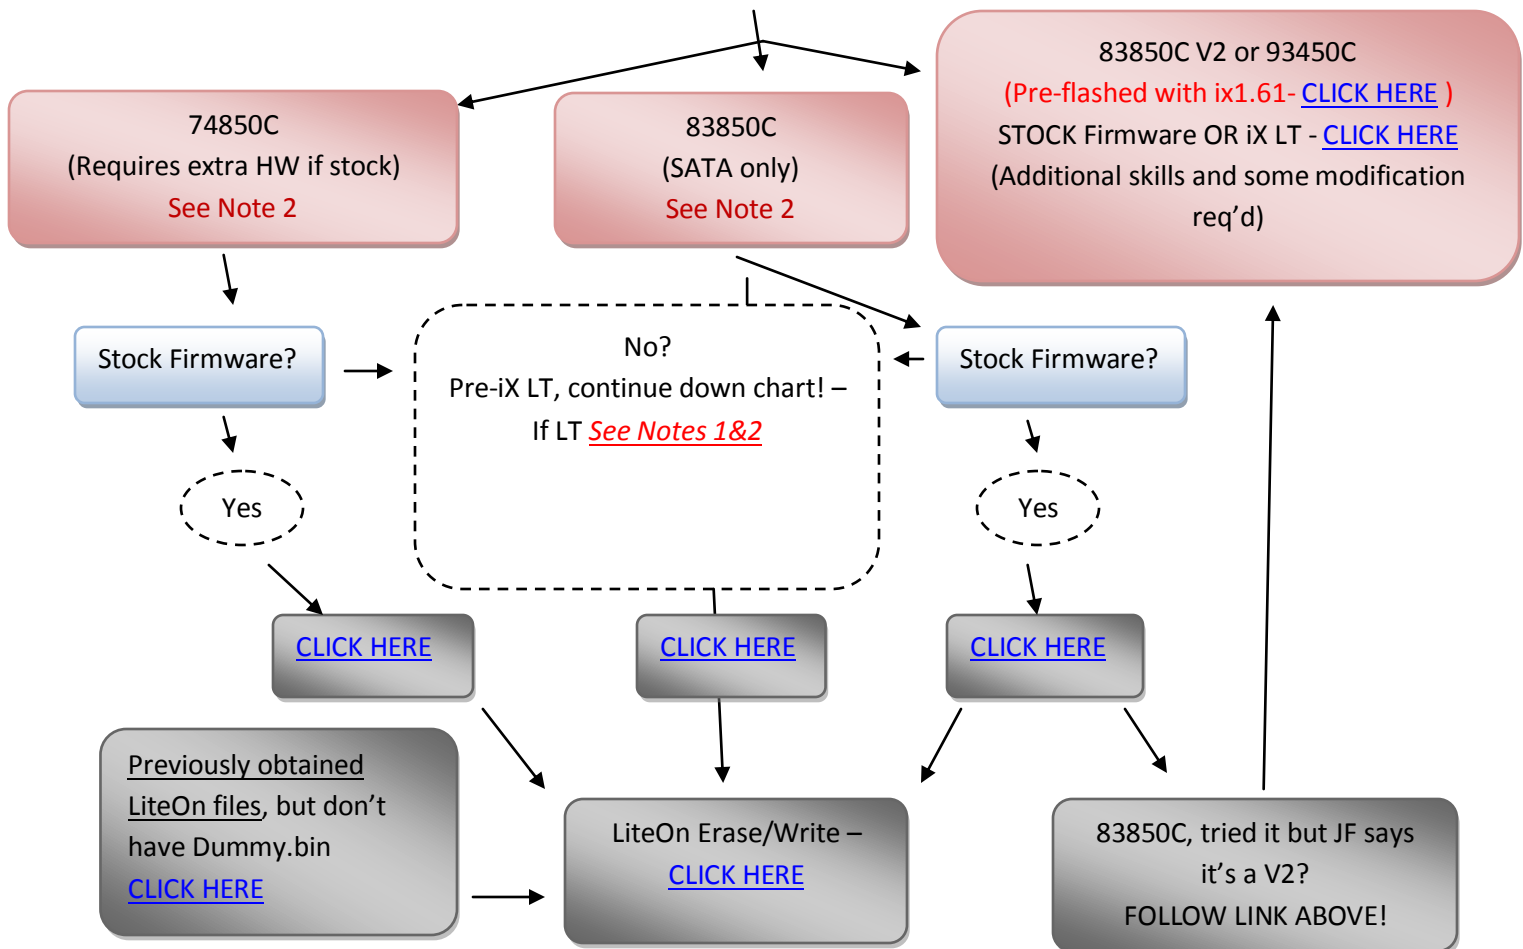 74850C
(Requires extra HW if stock)
See Note 2
83850C
(SATA only)
See Note 2
83850C V2 or 93450C
(Pre-flashed with ix1.61- CLICK HERE )
STOCK Firmware OR iX LT - CLICK HERE
(Additional skills and some modification
req’d)
Stock Firmware?
No?
Pre-iX LT, continue down chart! –
If LT See Notes 1&2
Stock Firmware?
Yes
Yes
CLICK HERE
CLICK HERE
CLICK HERE
Previously obtained
LiteOn files, but don’t
have Dummy.bin
CLICK HERE
LiteOn Erase/Write –
CLICK HERE
83850C, tried it but JF says
it’s a V2?
FOLLOW LINK ABOVE!